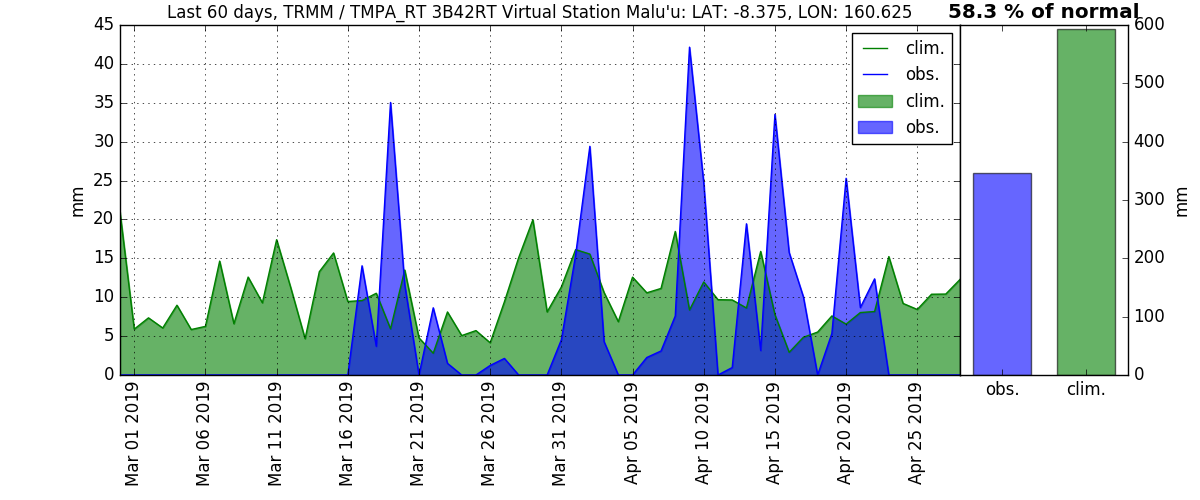 Last 60 days, TRMM / TMPA_RT 3B42RT Virtual Station Malu'u: LAT: -8.375, LON: 160.625
58.3 % of normal
45
40
35
30
25
20
15
10
5
0
mm
clim.
obs.
clim.
obs.
600
500
400
300
200
100
0
mm
obs.
clim.
Mar 01 2019
Mar 06 2019
Mar 11 2019
Mar 16 2019
Mar 21 2019
Mar 26 2019
Mar 31 2019
Apr 05 2019
Apr 10 2019
Apr 15 2019
Apr 20 2019
Apr 25 2019